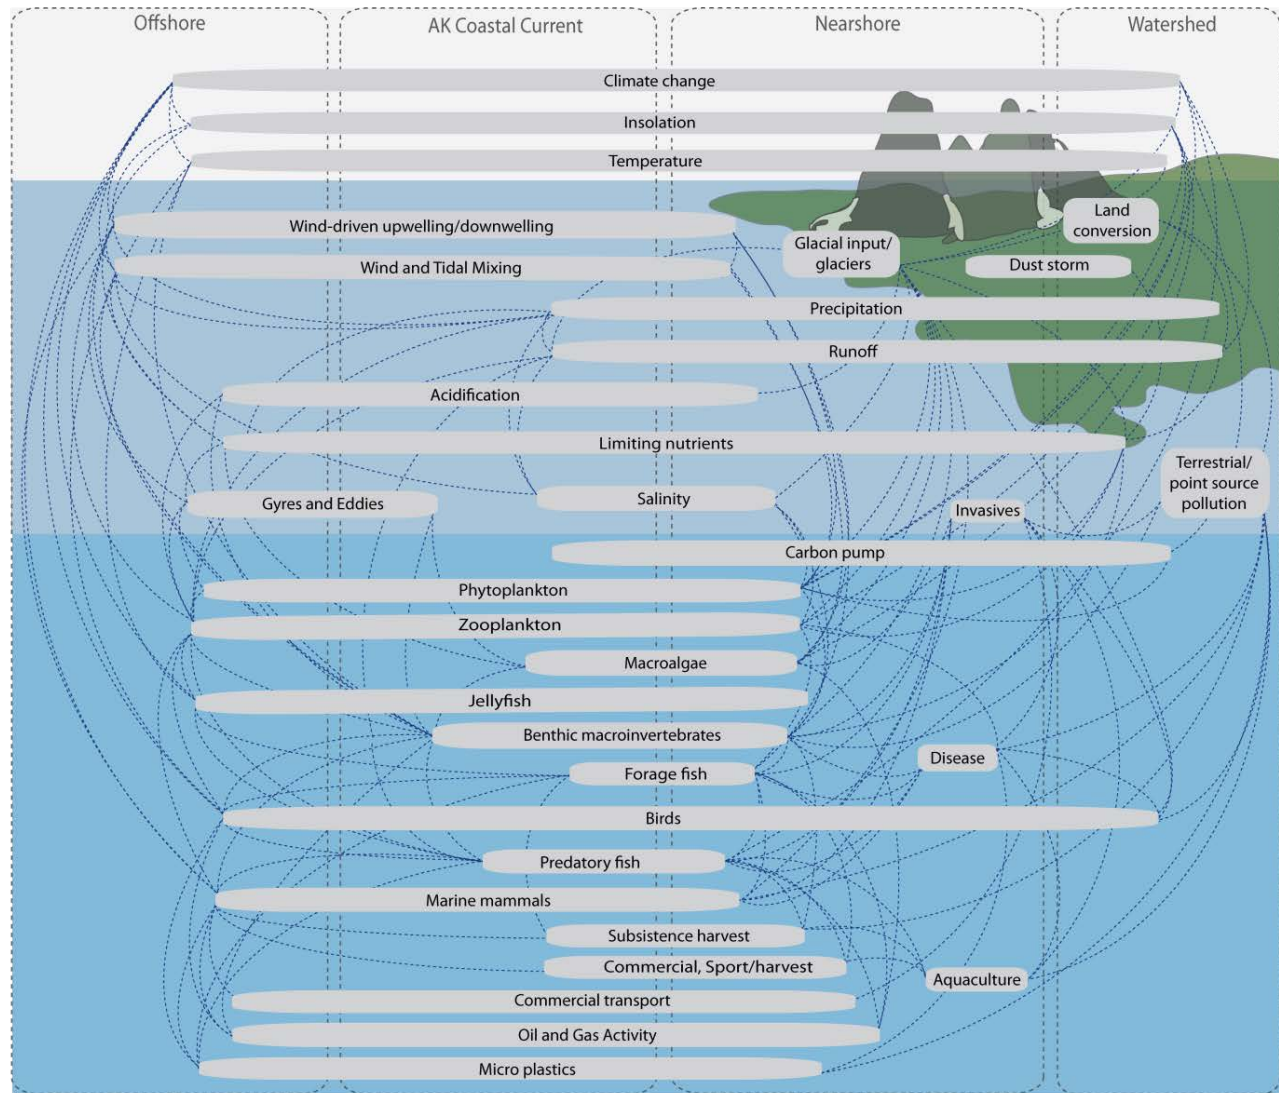 Offshore
AK Coastal Current
Nearshore
Watershed
Climate change
Insolation
Temperature
Wind-driven upwelling/downwelling
Land
conversion
Glacial input/
glaciers
Wind and Tidal Mixing
Dust storm
Precipitation
Runoff
Acidification
Limiting nutrients
Terrestrial/
point source
pollution
Gyres and Eddies
Salinity
Invasives
Carbon pump
Phytoplankton
Zooplankton
Macroalgae
Jellyfish
Benthic macroinvertebrates
Disease
Forage fish
Birds
Predatory fish
Marine mammals
Subsistence harvest
Commercial, Sport/harvest
Aquaculture
Commercial transport
Oil and Gas Activity
Micro plastics